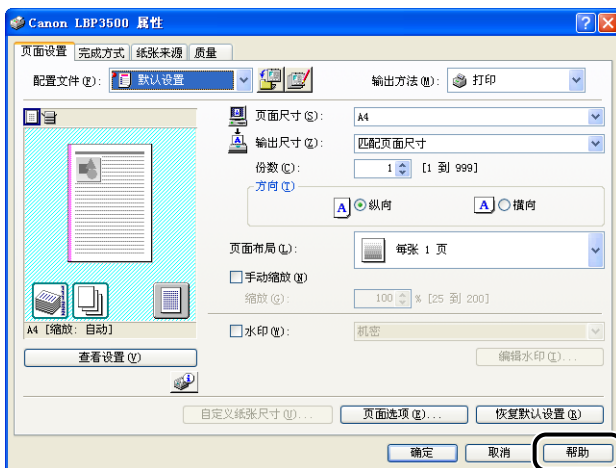 Canon LBP3500 属性
页面设置 完成方式 纸张来源 质量
配置文件(F): 默认设置 输出方法(M): 打印
页面尺寸(S): A4
输出尺寸(Z): 匹配页面尺寸
份数(C): 1 [1 到 999]
方向(T)
A 纵向 A 横向
页面布局(L): 每张 1 页
手动缩放(N)
缩放(G): 100 % [25 到 200]
A4 [缩放: 自动]
水印(W): 机密
查看设置(V) 编辑水印(I)...
自定义纸张尺寸(U)... 页面选项(E)... 恢复默认设置(R)
确定 取消 帮助